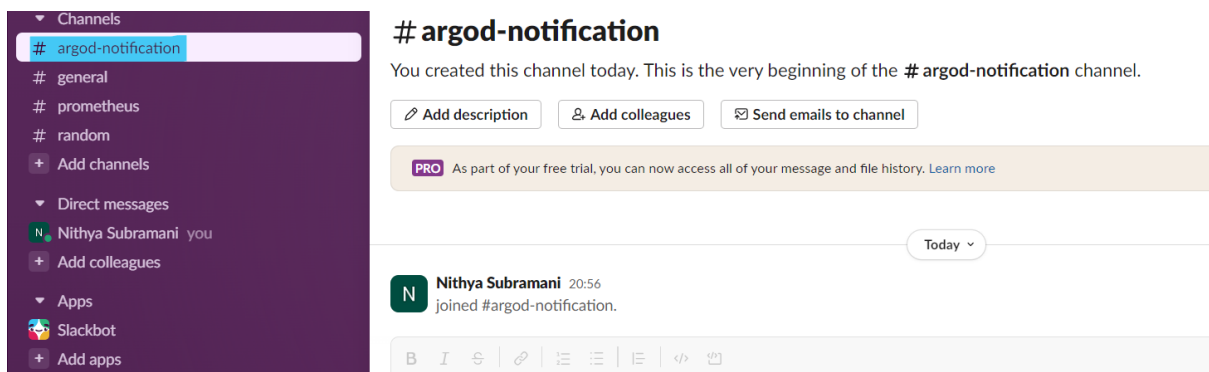 Channels
# argod-notification
# general
# prometheus
# random
+ Add channels
Direct messages
N Nithya Subramani you
+ Add colleagues
Apps
Slackbot
+ Add apps
# argod-notification
You created this channel today. This is the very beginning of the # argod-notification channel.
Add description Add colleagues Send emails to channel
PRO As part of your free trial, you can now access all of your message and file history. Learn more
Today
N Nithya Subramani 20:56
joined #argod-notification.
B I S